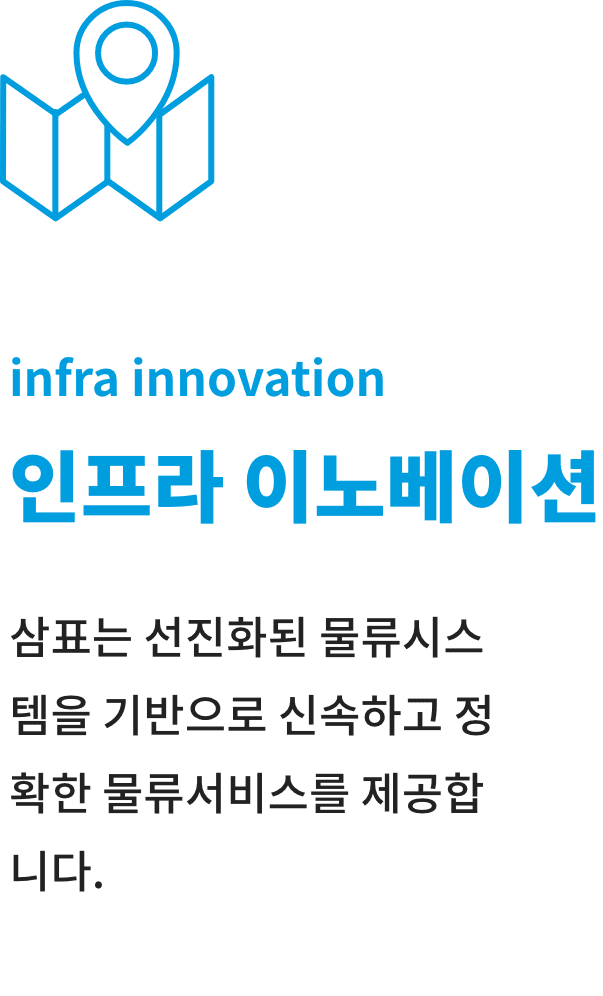 infra innovation
인프라 이노베이션
삼표는 선진화된 물류시스
템을 기반으로 신속하고 정
확한 물류서비스를 제공합
니다.